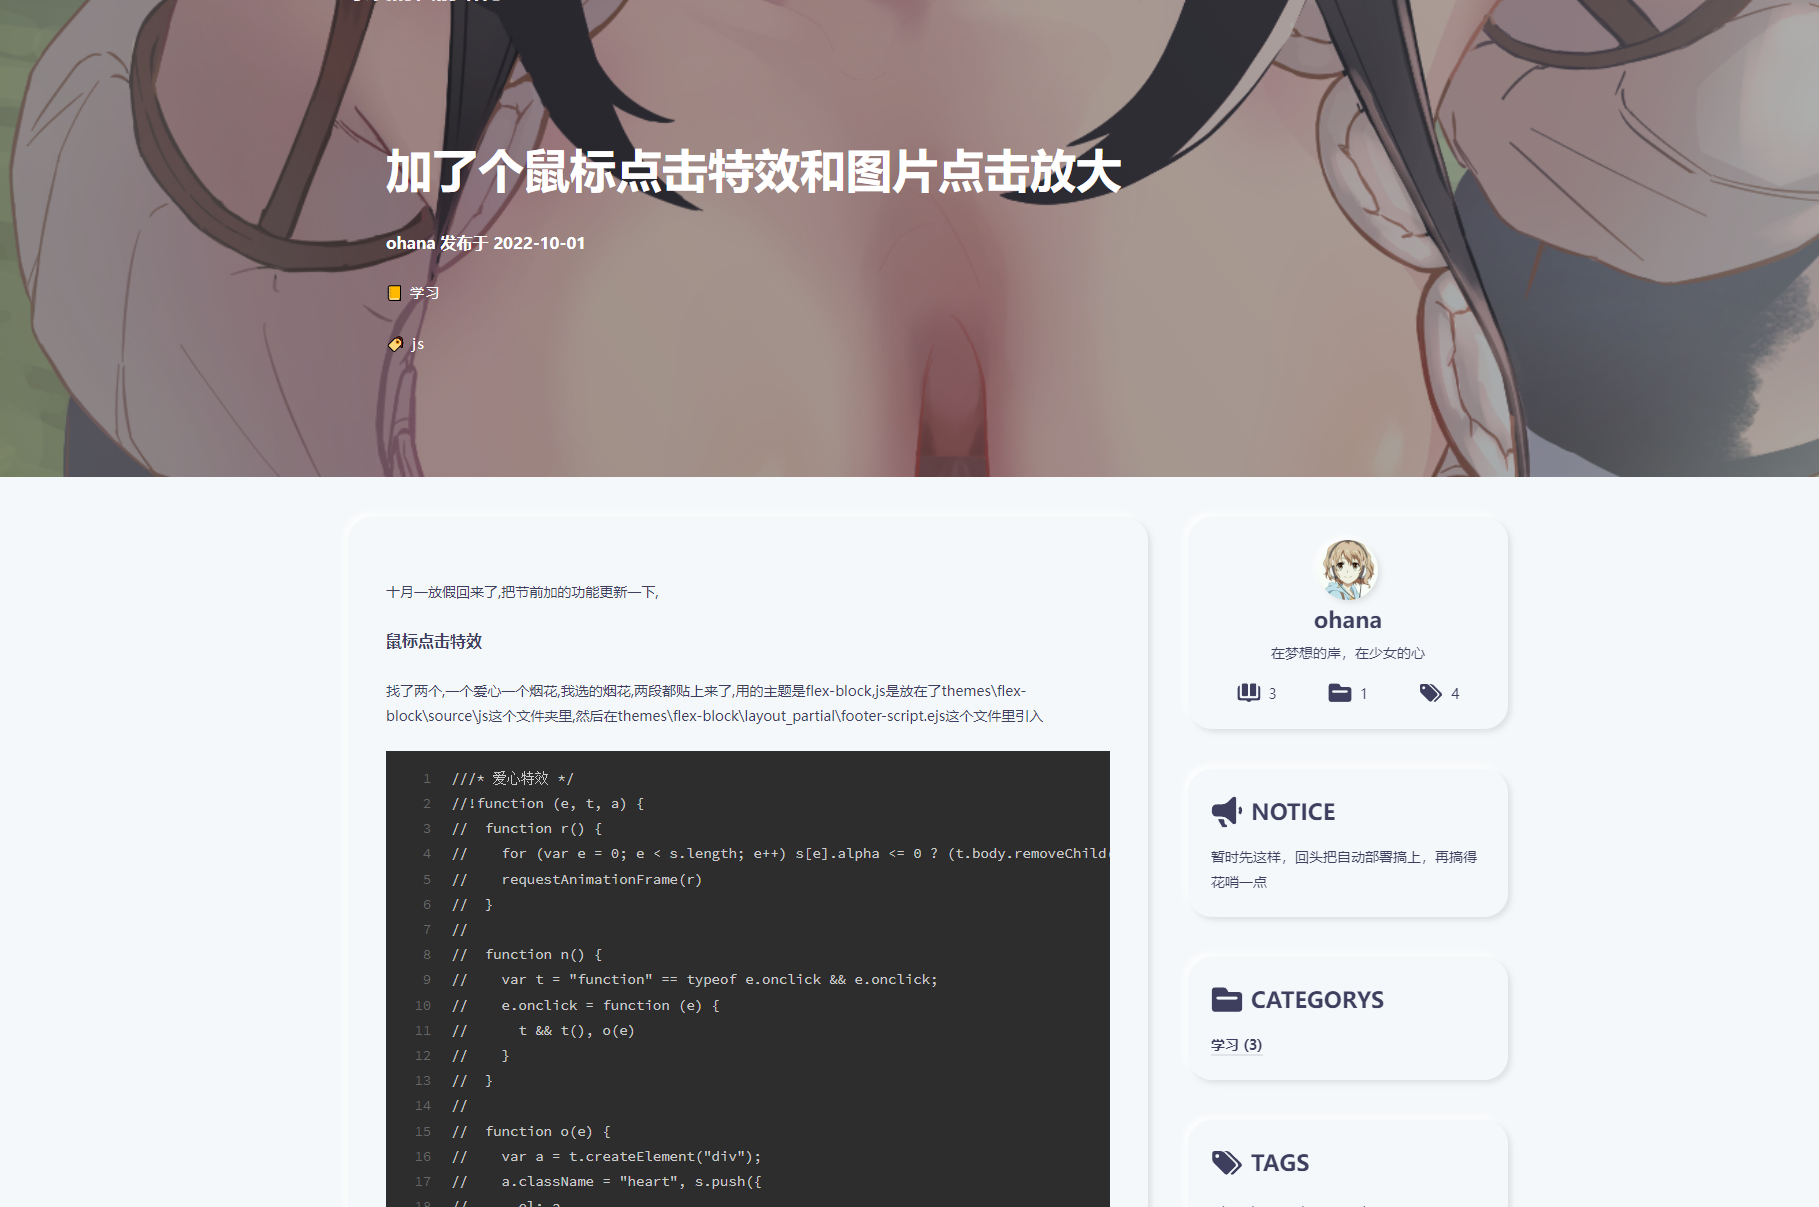 加了个鼠标点击特效和图片点击放大
ohana 发布于 2022-10-01
学习
js
十月一放假回来了,把节前加的功能更新一下,
鼠标点击特效
找了两个,一个爱心一个烟花,我选的烟花,两段都贴上来了,用的主题是flex-block,js是放在了themes\flex-
block\source\js这个文件夹里,然后在themes\flex-block\layout_partial\footer-script.ejs这个文件里引入
1 ///* 爱心特效 */
2 //!function (e, t, a) {
3 //  function r() {
4 //    for (var e = 0; e < s.length; e++) s[e].alpha <= 0 ? (t.body.removeChild(
5 //    requestAnimationFrame(r)
6 //  }
7 //
8 //  function n() {
9 //    var t = "function" == typeof e.onclick && e.onclick;
10 //    e.onclick = function (e) {
11 //      t && t(), o(e)
12 //    }
13 //  }
14 //
15 //  function o(e) {
16 //    var a = t.createElement("div");
17 //    a.className = "heart", s.push({
ohana
在梦想的岸，在少女的心
3 1 4
NOTICE
暂时先这样，回头把自动部署搞上，再搞得
花哨一点
CATEGORYS
学习 (3)
TAGS